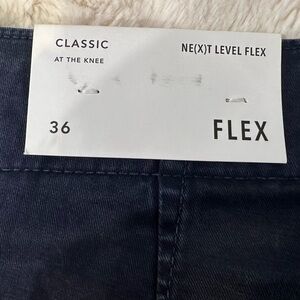 CLASSIC
NE(X)T LEVEL FLEX
AT THE KNEE
36
FLEX